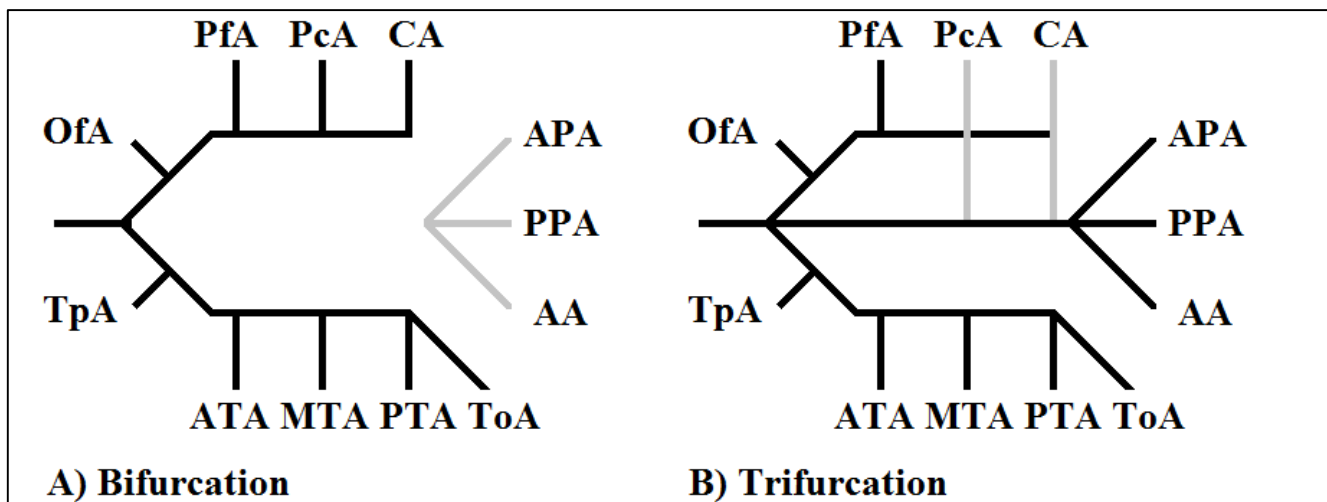 PfA PcA CA
OfA
APA
PPA
TpA
AA
ATA MTA PTA ToA
A) Bifurcation
PfA PcA CA
OfA
APA
PPA
TpA
AA
ATA MTA PTA ToA
B) Trifurcation